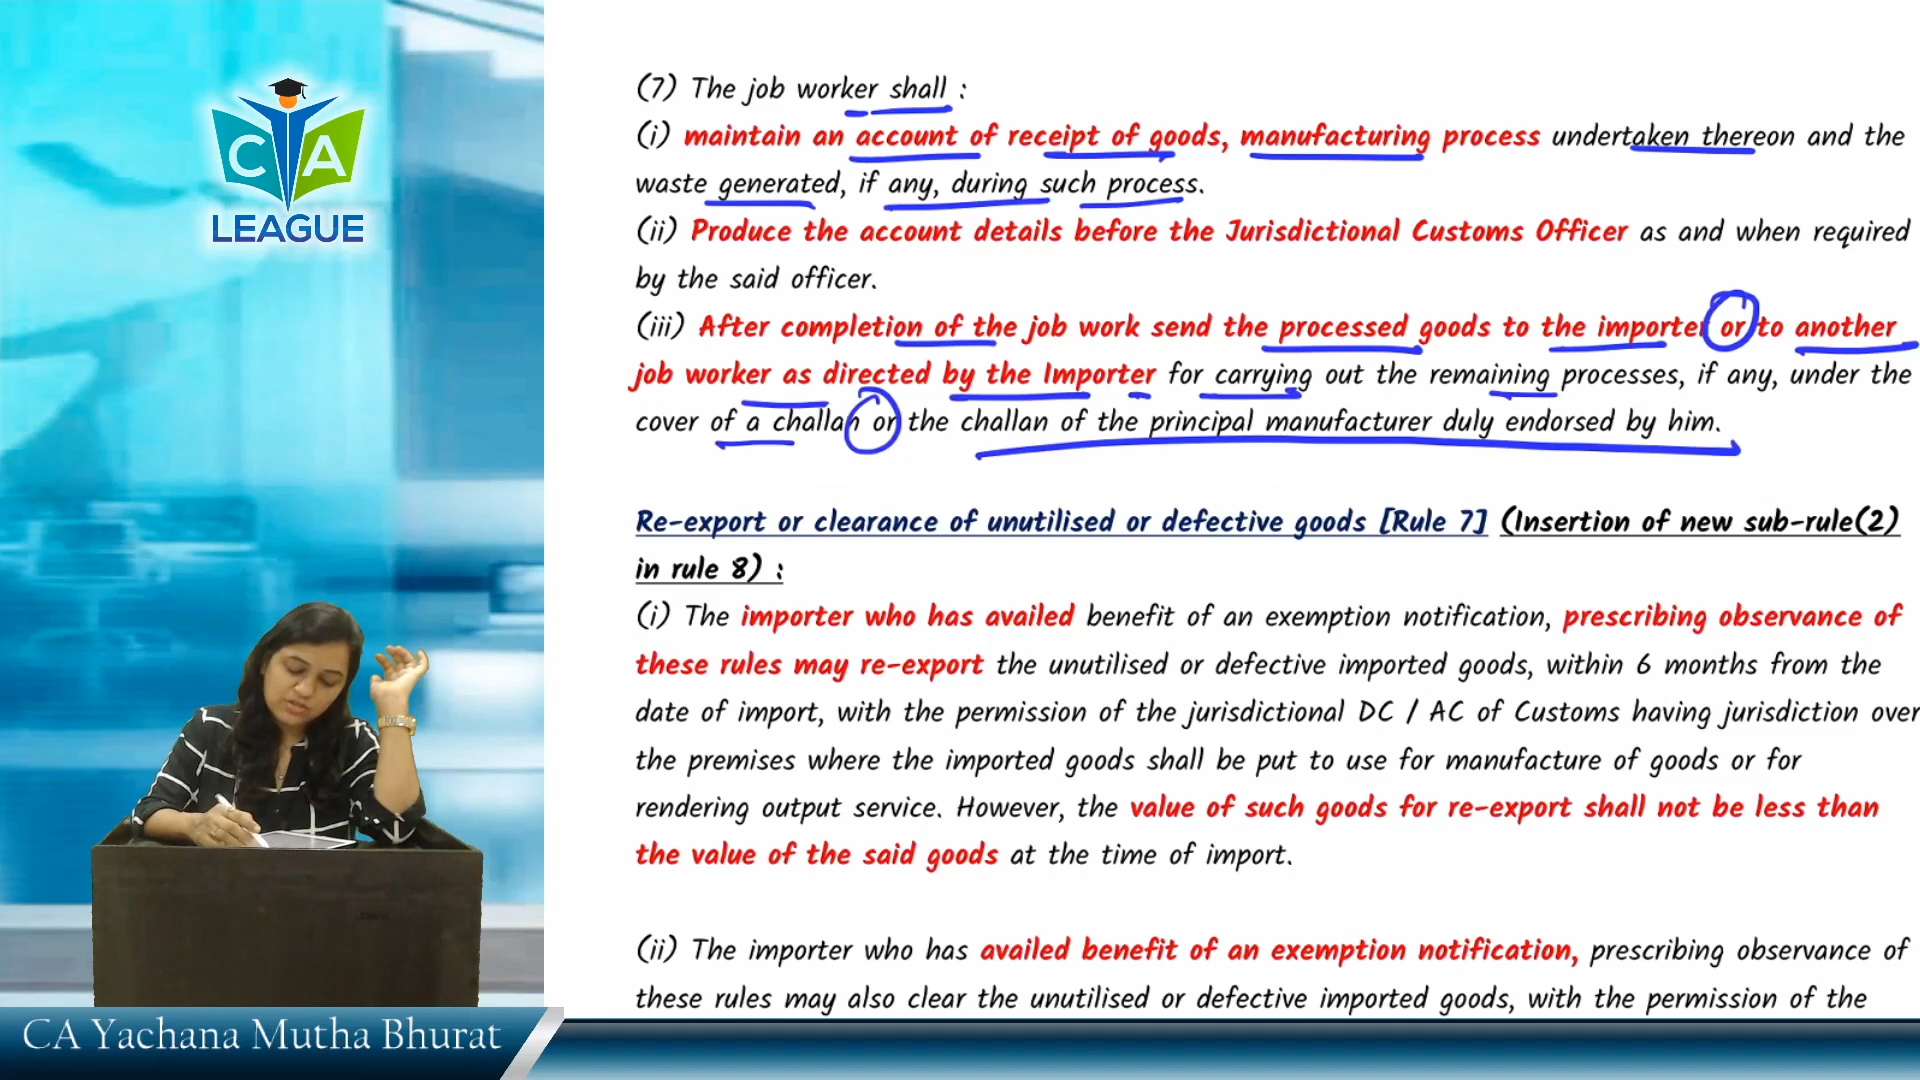 CA
LEAGUE
(7) The job worker shall :
(i) maintain an account of receipt of goods, manufacturing process undertaken thereon and the
waste generated, if any, during such process.
(ii) Produce the account details before the Jurisdictional Customs Officer as and when required
by the said officer.
(iii) After completion of the job work send the processed goods to the importer or to another
job worker as directed by the Importer for carrying out the remaining processes, if any, under the
cover of a challan or the challan of the principal manufacturer duly endorsed by him.
Re-export or clearance of unutilised or defective goods [Rule 7] (Insertion of new sub-rule(2)
in rule 8) :
(i) The importer who has availed benefit of an exemption notification, prescribing observance of
these rules may re-export the unutilised or defective imported goods, within 6 months from the
date of import, with the permission of the jurisdictional DC / AC of Customs having jurisdiction over
the premises where the imported goods shall be put to use for manufacture of goods or for
rendering output service. However, the value of such goods for re-export shall not be less than
the value of the said goods at the time of import.
(ii) The importer who has availed benefit of an exemption notification, prescribing observance of
these rules may also clear the unutilised or defective imported goods, with the permission of the
CA Yachana Mutha Bhurat